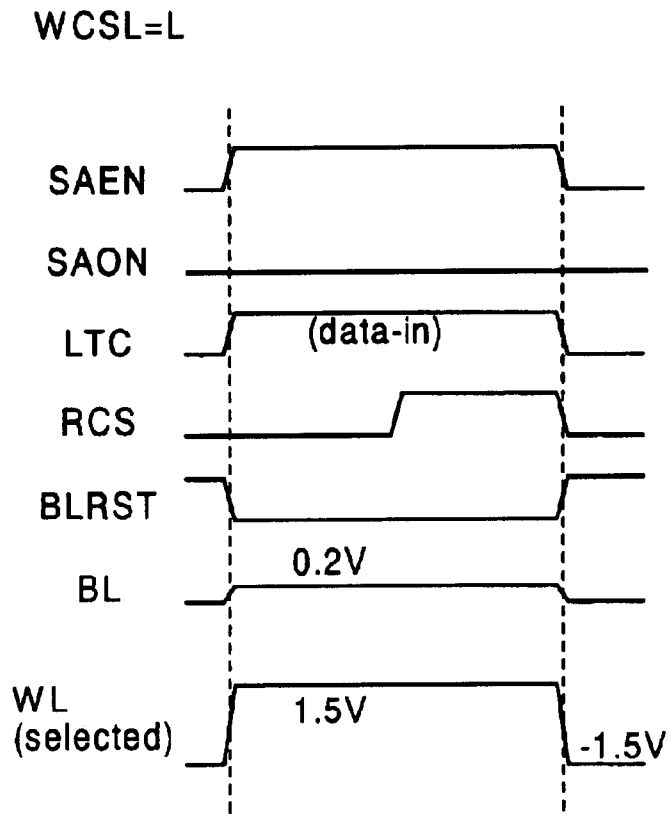 WCSL=L
SAEN
SAON
LTC
(data-in)
RCS
BLRST
0.2V
BL
WL
(selected)
1.5V
-1.5V